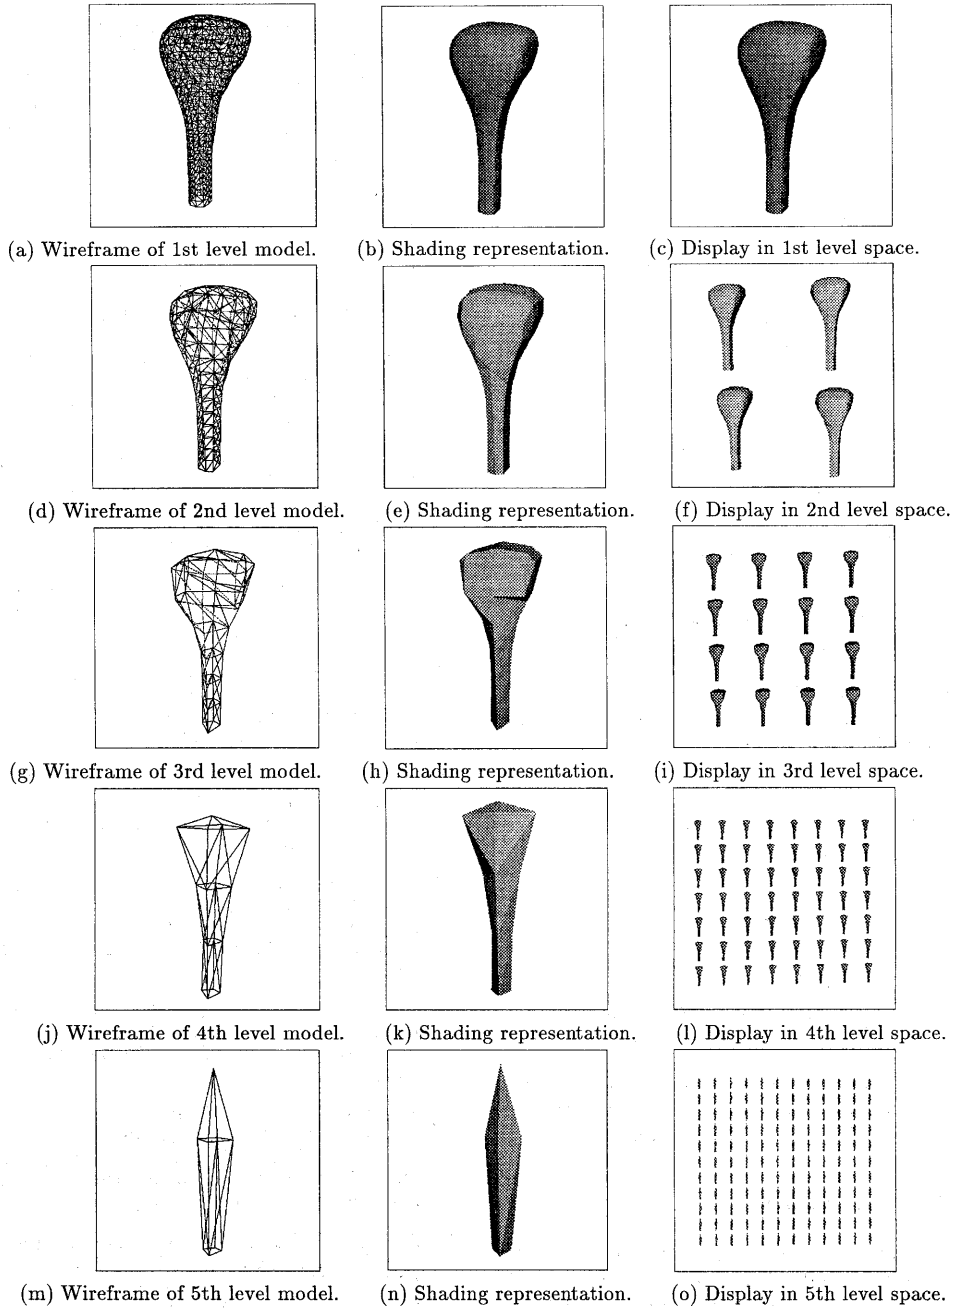 (a) Wireframe of 1st level model.
(b) Shading representation.
(c) Display in 1st level space.
(d) Wireframe of 2nd level model.
(e) Shading representation.
(f) Display in 2nd level space.
(g) Wireframe of 3rd level model.
(h) Shading representation.
(i) Display in 3rd level space.
(j) Wireframe of 4th level model.
(k) Shading representation.
(l) Display in 4th level space.
(m) Wireframe of 5th level model.
(n) Shading representation.
(o) Display in 5th level space.